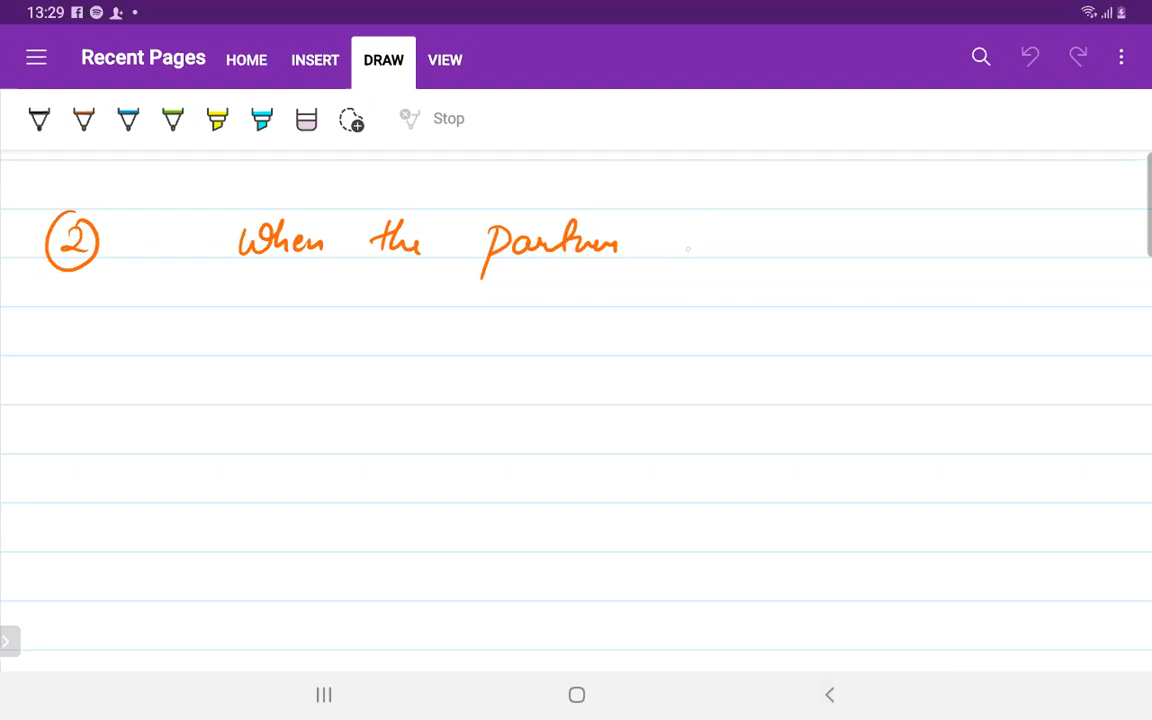 13:29
Recent Pages HOME INSERT DRAW VIEW
Stop
2 When the partner